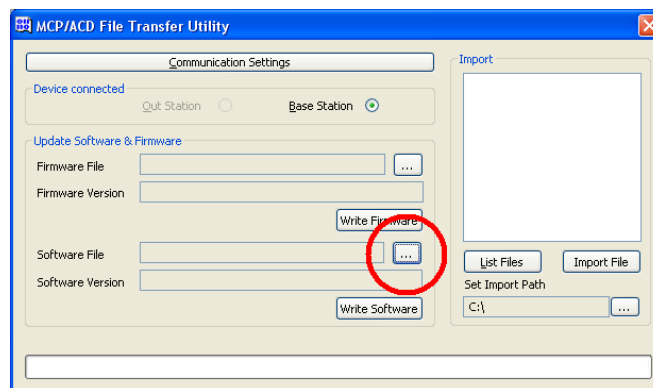 MCP/ACD File Transfer Utility
Communication Settings
Device connected
Out Station
Base Station
Update Software & Firmware
Firmware File
...
Firmware Version
Write Firmware
Software File
...
Software Version
Write Software
Import
List Files
Import File
Set Import Path
C:\
...